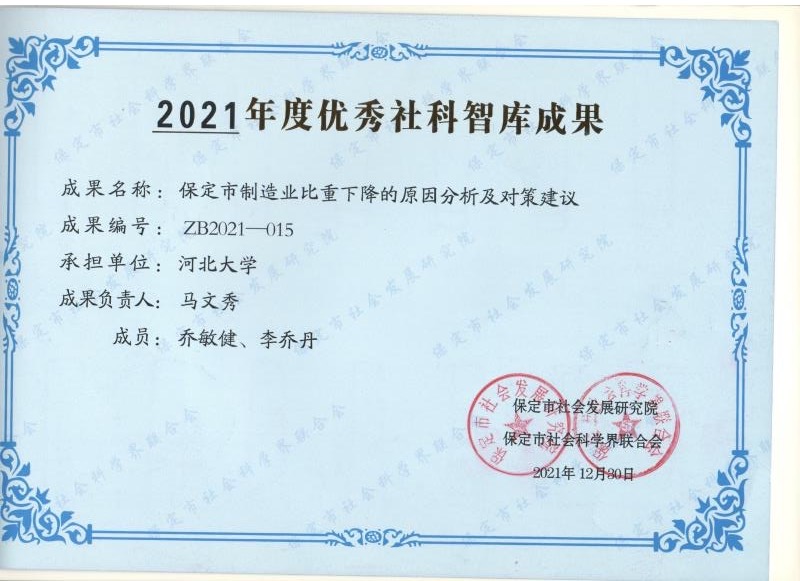 2021年度优秀社科智库成果
成果名称：保定市制造业比重下降的原因分析及对策建议
成果编号：ZB2021—015
承担单位：河北大学
成果负责人：马文秀
成员：乔敏健、李乔丹
保定市社会发展研究院
保定市社会科学界联合会
2021年12月30日